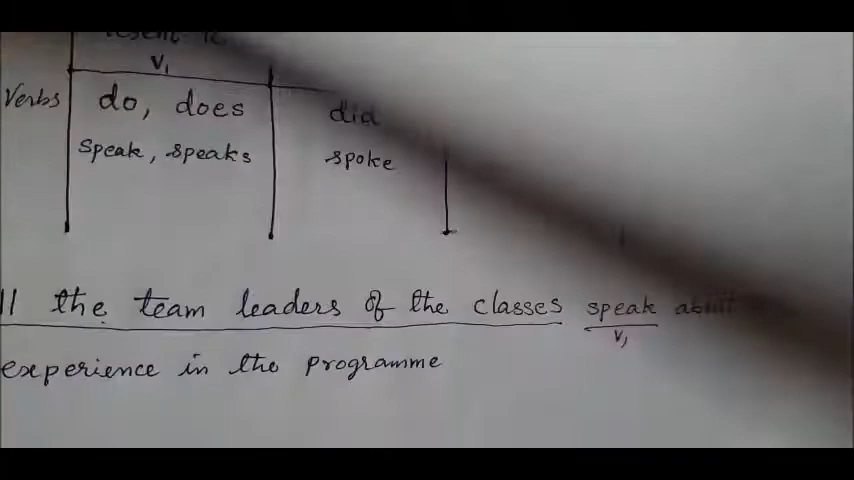 V1
Verbs do, does did
speak, speaks spoke
the team leaders of the classes speak about
V1
experience in the programme